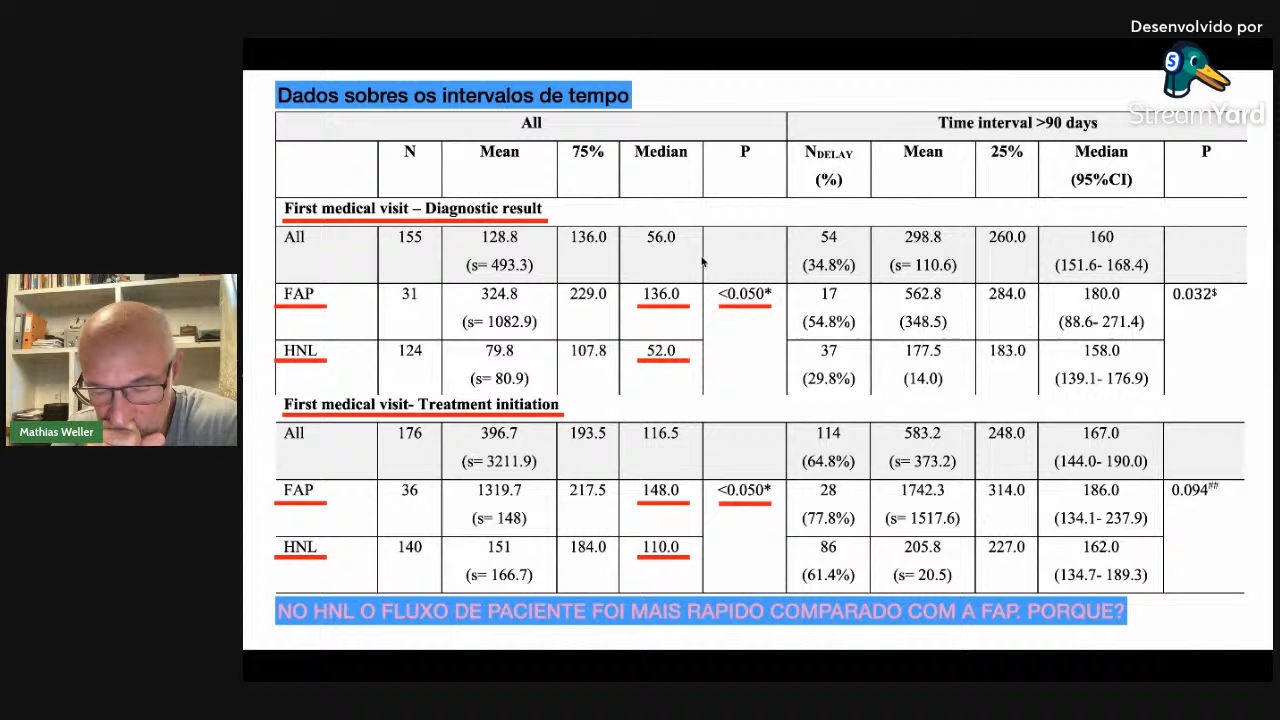 Desenvolvido por
S
StreamYard
Dados sobre os intervalos de tempo
All Time interval >90 days
N Mean 75% Median P NDELAY (%) Mean 25% Median (95%CI) P
First medical visit – Diagnostic result
All 155 128.8 136.0 56.0 54 298.8 260.0 160
(s= 493.3) (34.8%) (s= 110.6) (151.6- 168.4)
FAP 31 324.8 229.0 136.0 <0.050* 17 562.8 284.0 180.0 0.032$
(s= 1082.9) (54.8%) (348.5) (88.6- 271.4)
HNL 124 79.8 107.8 52.0 37 177.5 183.0 158.0
(s= 80.9) (29.8%) (14.0) (139.1- 176.9)
First medical visit- Treatment initiation
All 176 396.7 193.5 116.5 114 583.2 248.0 167.0
(s= 3211.9) (64.8%) (s= 373.2) (144.0- 190.0)
FAP 36 1319.7 217.5 148.0 <0.050* 28 1742.3 314.0 186.0 0.094##
(s= 148) (77.8%) (s= 1517.6) (134.1- 237.9)
HNL 140 151 184.0 110.0 86 205.8 227.0 162.0
(s= 166.7) (61.4%) (s= 20.5) (134.7- 189.3)
NO HNL O FLUXO DE PACIENTE FOI MAIS RAPIDO COMPARADO COM A FAP. PORQUE?
Mathias Weller